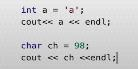 int a = 'a';
cout<< a << endl;
char ch = 98;
cout << ch <<endl;